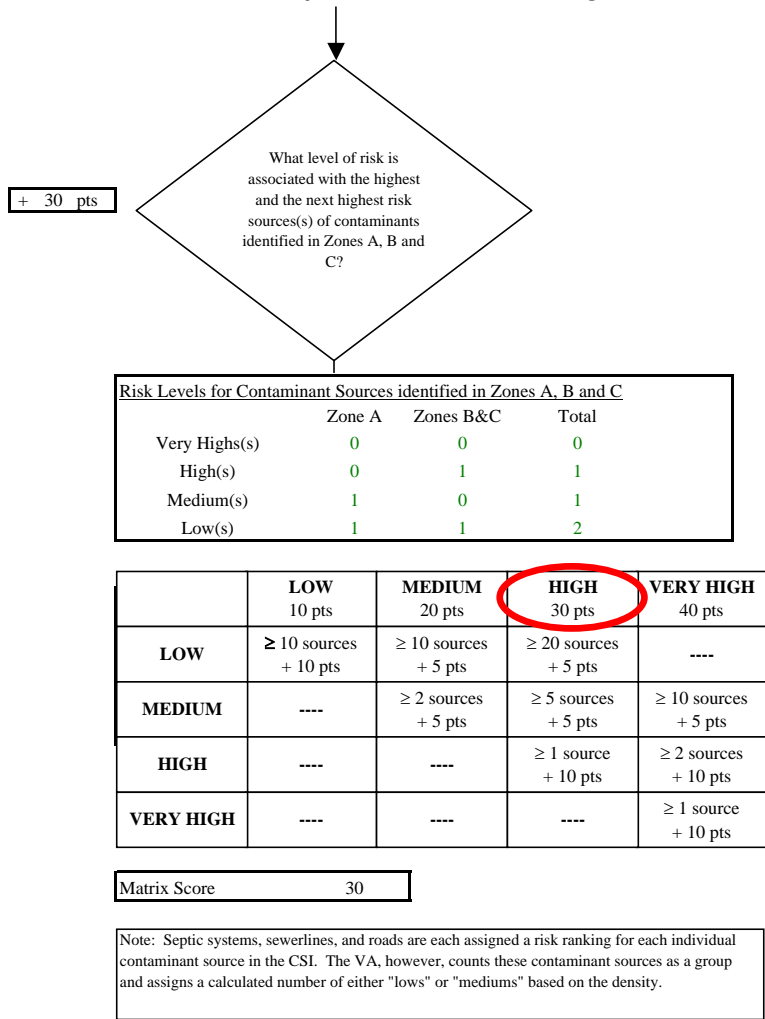 What level of risk is
associated with the highest
and the next highest risk
sources(s) of contaminants
identified in Zones A, B and
C?
+ 30 pts
Risk Levels for Contaminant Sources identified in Zones A, B and C
Zone A Zones B&C Total
Very Highs(s) 0 0 0
High(s) 0 1 1
Medium(s) 1 0 1
Low(s) 1 1 2
LOW MEDIUM HIGH VERY HIGH
10 pts 20 pts 30 pts 40 pts
LOW ≥ 10 sources ≥ 10 sources ≥ 20 sources ----
+ 10 pts + 5 pts + 5 pts
MEDIUM ---- ≥ 2 sources ≥ 5 sources ≥ 10 sources
+ 5 pts + 5 pts + 5 pts
HIGH ---- ---- ≥ 1 source ≥ 2 sources
+ 10 pts + 10 pts
VERY HIGH ---- ---- ---- ≥ 1 source
+ 10 pts
Matrix Score 30
Note: Septic systems, sewerlines, and roads are each assigned a risk ranking for each individual
contaminant source in the CSI. The VA, however, counts these contaminant sources as a group
and assigns a calculated number of either "lows" or "mediums" based on the density.